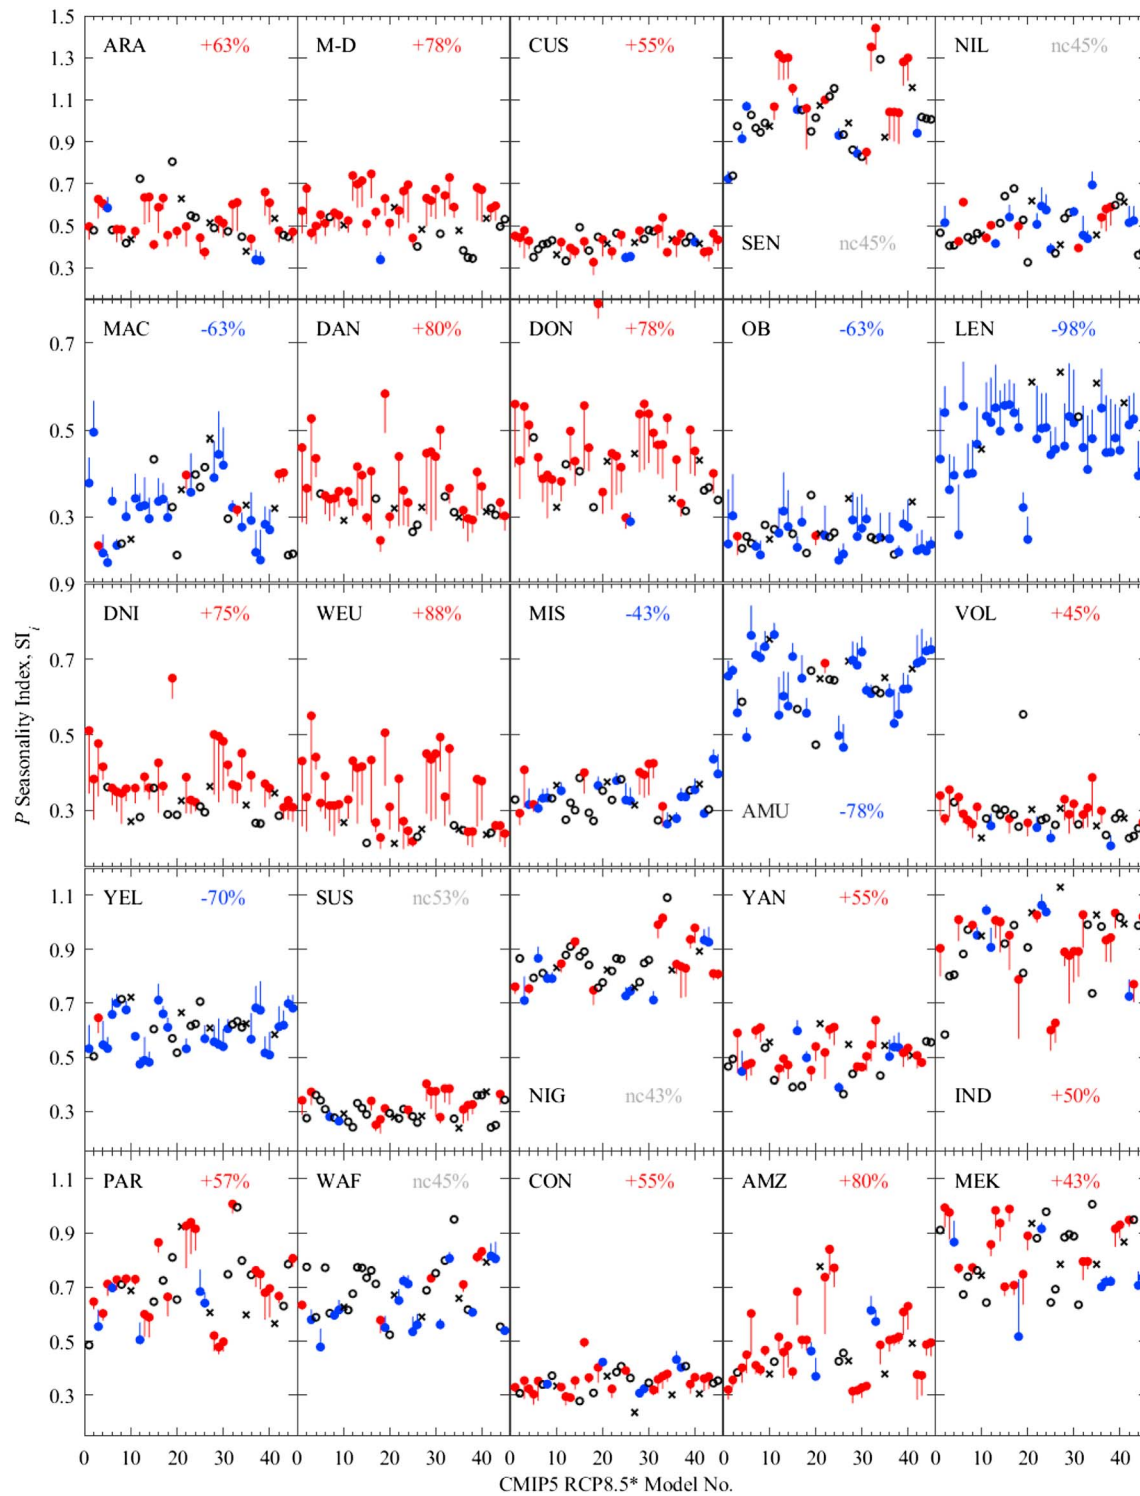 1.5
ARA +63% M-D +78% CUS +55% NIL nc45%
1.3
1.1
0.9
0.7
0.5
SEN nc45%
0.3
MAC -63% DAN +80% DON +78% OB -63% LEN -98%
0.7
0.5
0.3
0.9
DNI +75% WEU +88% MIS -43% VOL +45%
0.7
0.5
0.3
AMU -78%
P Seasonality Index, SIi
YEL -70% SUS nc53% YAN +55%
1.1
0.9
0.7
0.5
0.3
NIG nc43% IND +50%
PAR +57% WAF nc45% CON +55% AMZ +80% MEK +43%
1.1
0.9
0.7
0.5
0.3
0 10 20 30 40 0 10 20 30 40 0 10 20 30 40 0 10 20 30 40 0 10 20 30 40
CMIP5 RCP8.5* Model No.